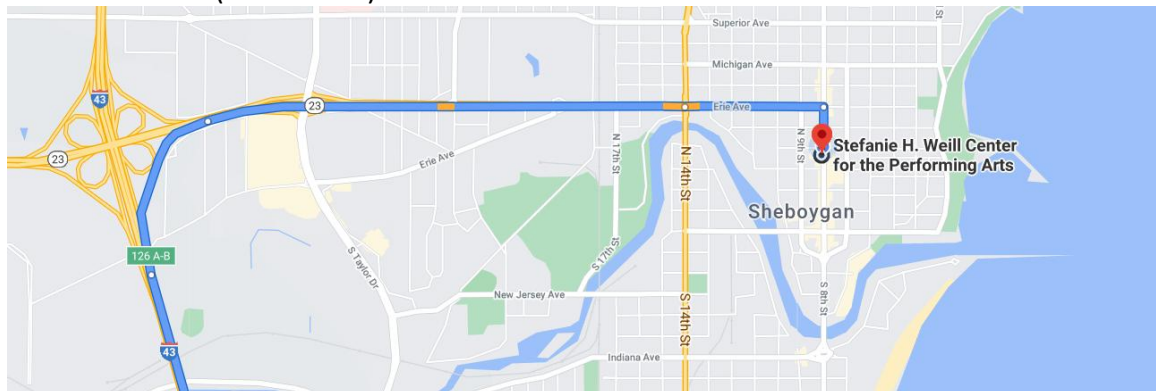 Superior Ave
Michigan Ave
43
23
Erie Ave
N 9th St
Stefanie H. Weill Center
for the Performing Arts
23
Erie Ave
N 17th St
N 14th St
Sheboygan
126 A-B
S Taylor Dr
S 17th St
New Jersey Ave
S 14th St
S 8th St
43
Indiana Ave